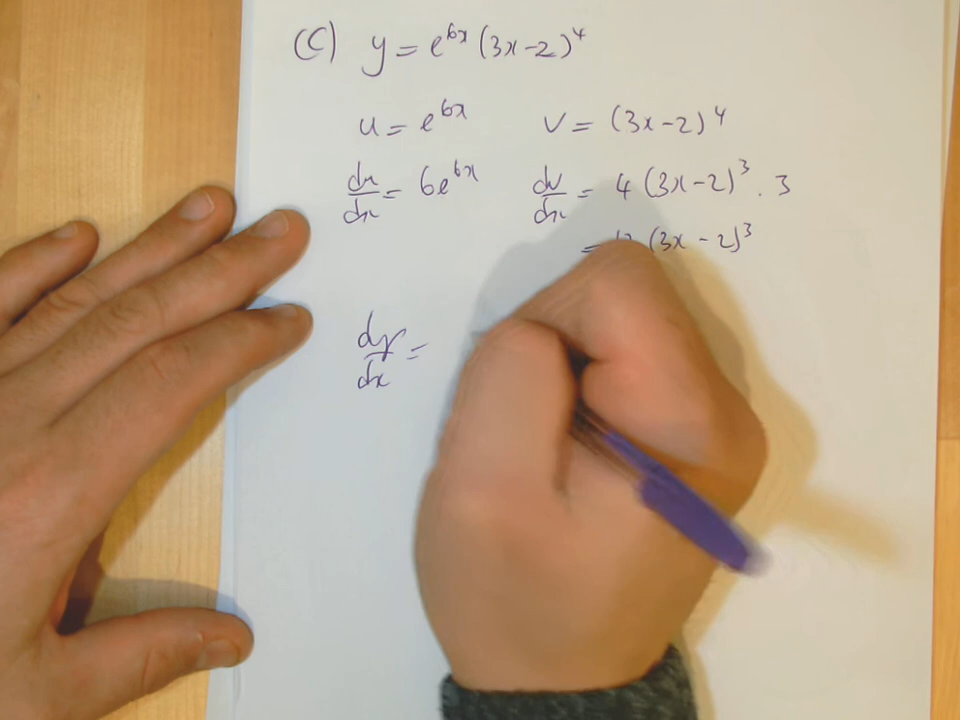 (C) y = e^{6x} (3x-2)^4
u = e^{6x} v = (3x-2)^4
du/dx = 6e^{6x} dv/dx = 4(3x-2)^3 . 3
= (3x-2)^3
dy/dx =